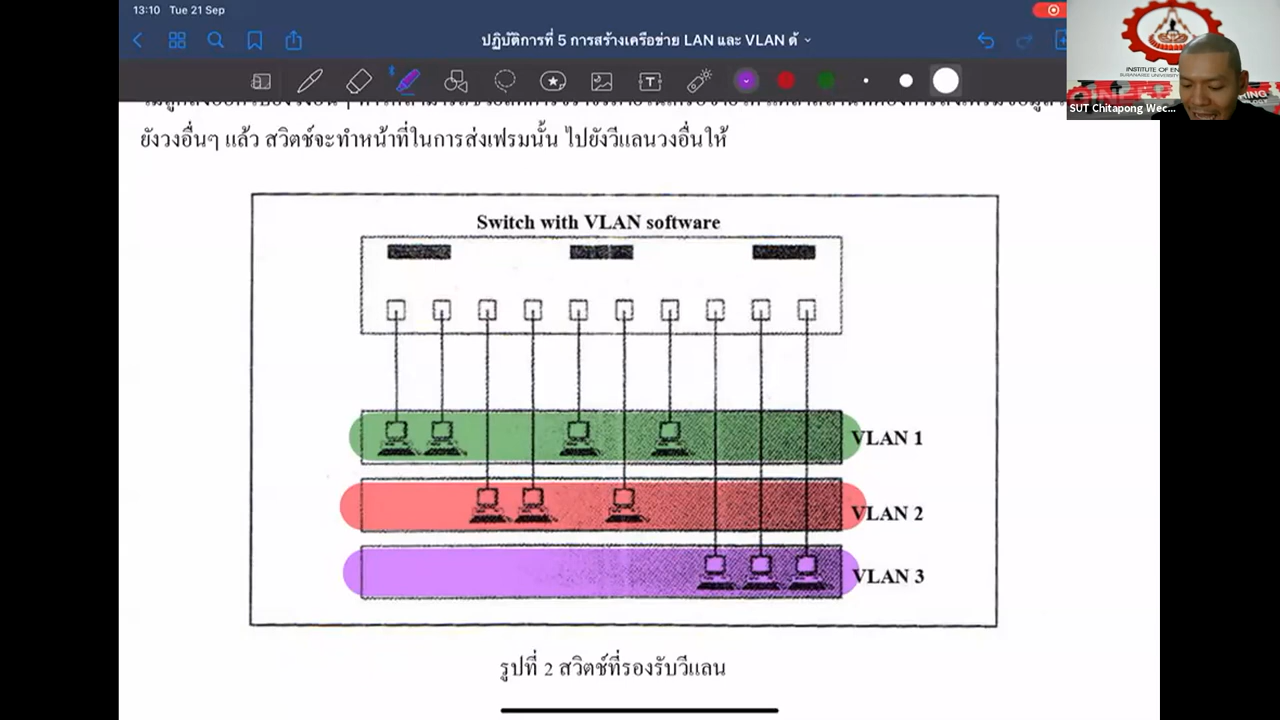 13:10 Tue 21 Sep
ปฏิบัติการที่ 5 การสร้างเครือข่าย LAN และ VLAN ด้
INSTITUTE OF EN
SUT Chitapong Wec...
KING
ยังวงอื่นๆ แล้ว สวิตช์จะทำหน้าที่ในการส่งเฟรมนั้น ไปยังวีแลนวงอื่นให้
Switch with VLAN software
VLAN 1
VLAN 2
VLAN 3
รูปที่ 2 สวิตช์ที่รองรับวีแลน